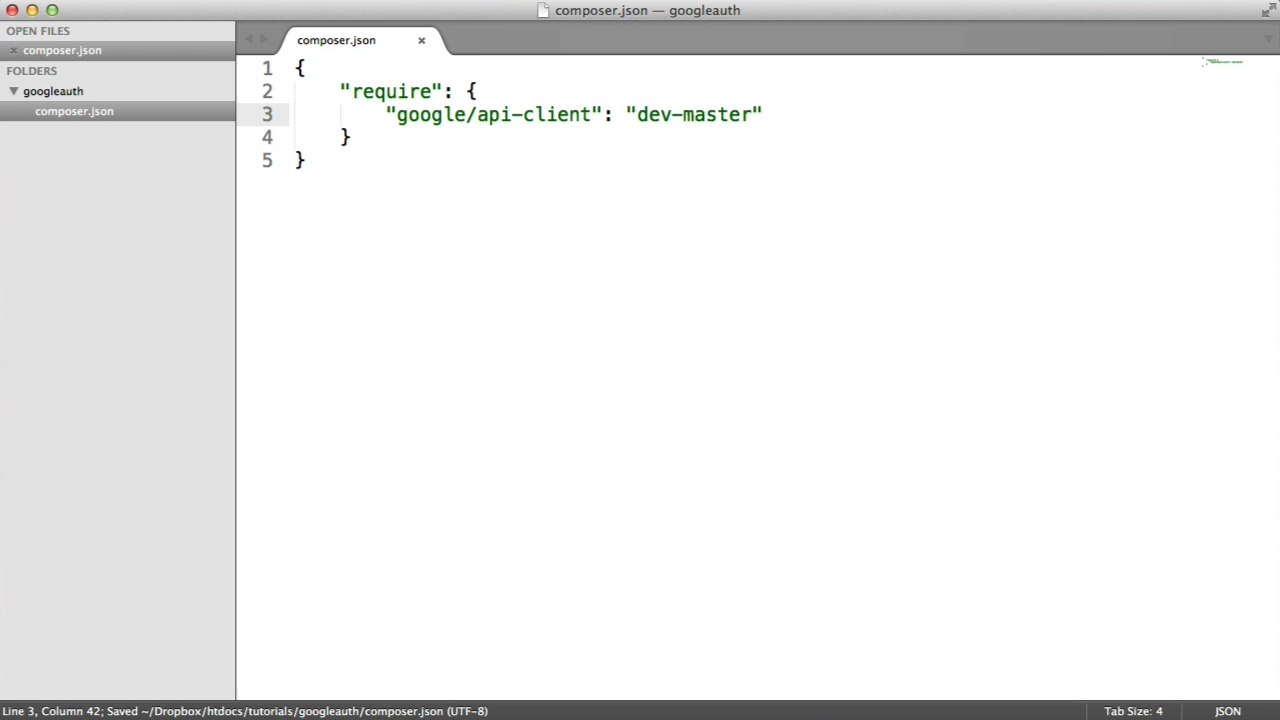 composer.json — googleauth
OPEN FILES
composer.json
FOLDERS
googleauth
composer.json
composer.json
1 {
2 "require": {
3 "google/api-client": "dev-master"
4 }
5 }
Line 3, Column 42; Saved ~/Dropbox/htdocs/tutorials/googleauth/composer.json (UTF-8)
Tab Size: 4
JSON